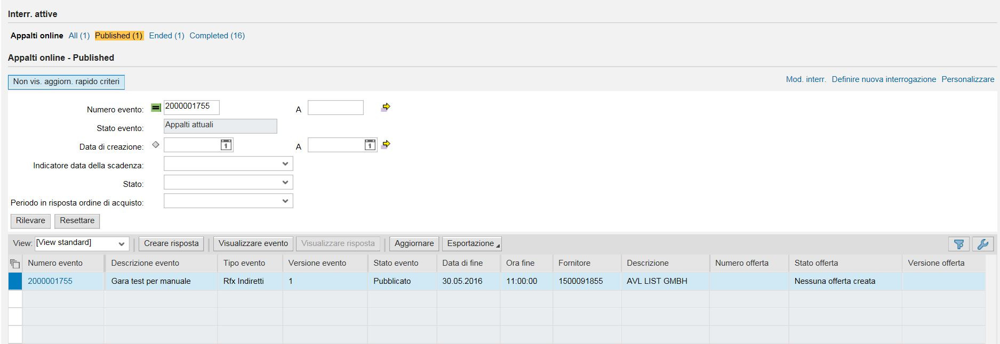 Interr. attive
Appalti online All (1) Published (1) Ended (1) Completed (16)
Appalti online - Published
Non vis. aggiorn. rapido criteri Mod. interr. Definire nuova interrogazione Personalizzare
Numero evento: 2000001755 A
Stato evento: Appalti attuali
Data di creazione: 1 A 1
Indicatore data della scadenza:
Stato:
Periodo in risposta ordine di acquisto:
Rilevare Resettare
View: [View standard] Creare risposta Visualizzare evento Visualizzare risposta Aggiornare Esportazione
Numero evento Descrizione evento Tipo evento Versione evento Stato evento Data di fine Ora fine Fornitore Descrizione Numero offerta Stato offerta Versione offerta
2000001755 Gara test per manuale Rfx Indiretti 1 Pubblicato 30.05.2016 11:00:00 1500091855 AVL LIST GMBH Nessuna offerta creata